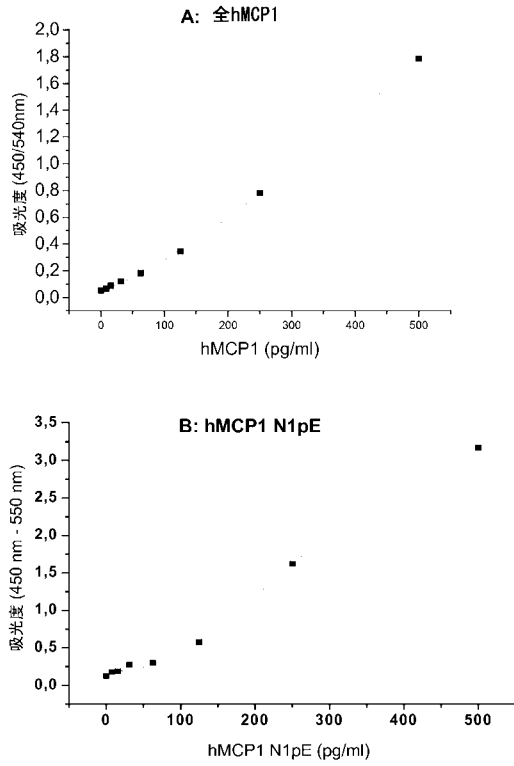 A: 全hMCP1
2,0
1,8
1,6
1,4
1,2
1,0
0,8
0,6
0,4
0,2
0,0
吸光度 (450/540nm)
0 100 200 300 400 500
hMCP1 (pg/ml)
B: hMCP1 N1pE
3,5
3,0
2,5
2,0
1,5
1,0
0,5
0,0
吸光度 (450 nm - 550 nm)
0 100 200 300 400 500
hMCP1 N1pE (pg/ml)